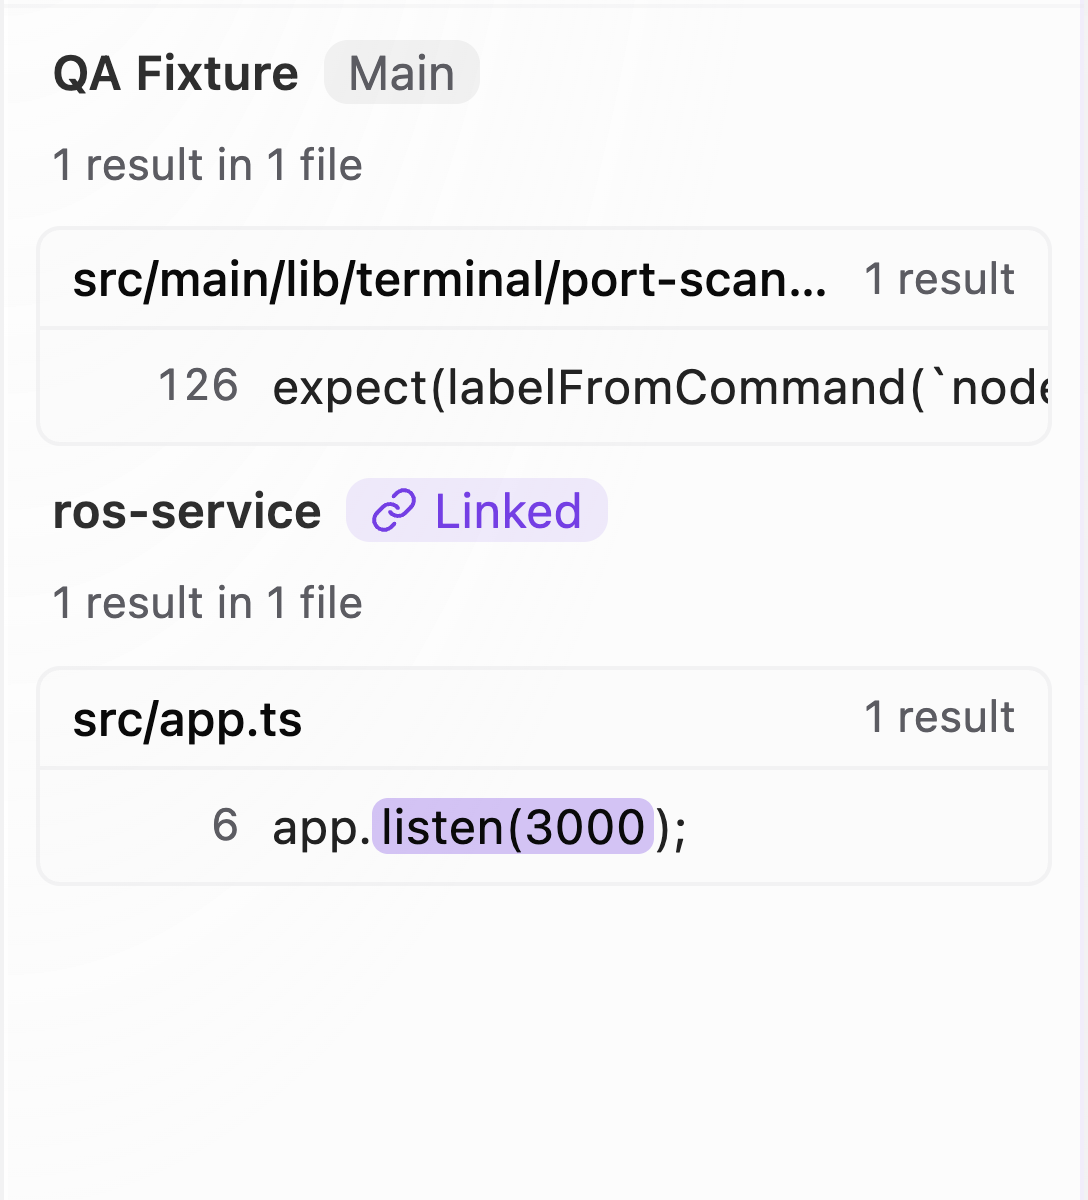 QA Fixture Main
1 result in 1 file
src/main/lib/terminal/port-scan... 1 result
126 expect(labelFromCommand(`node
ros-service Linked
1 result in 1 file
src/app.ts 1 result
6 app.listen(3000);